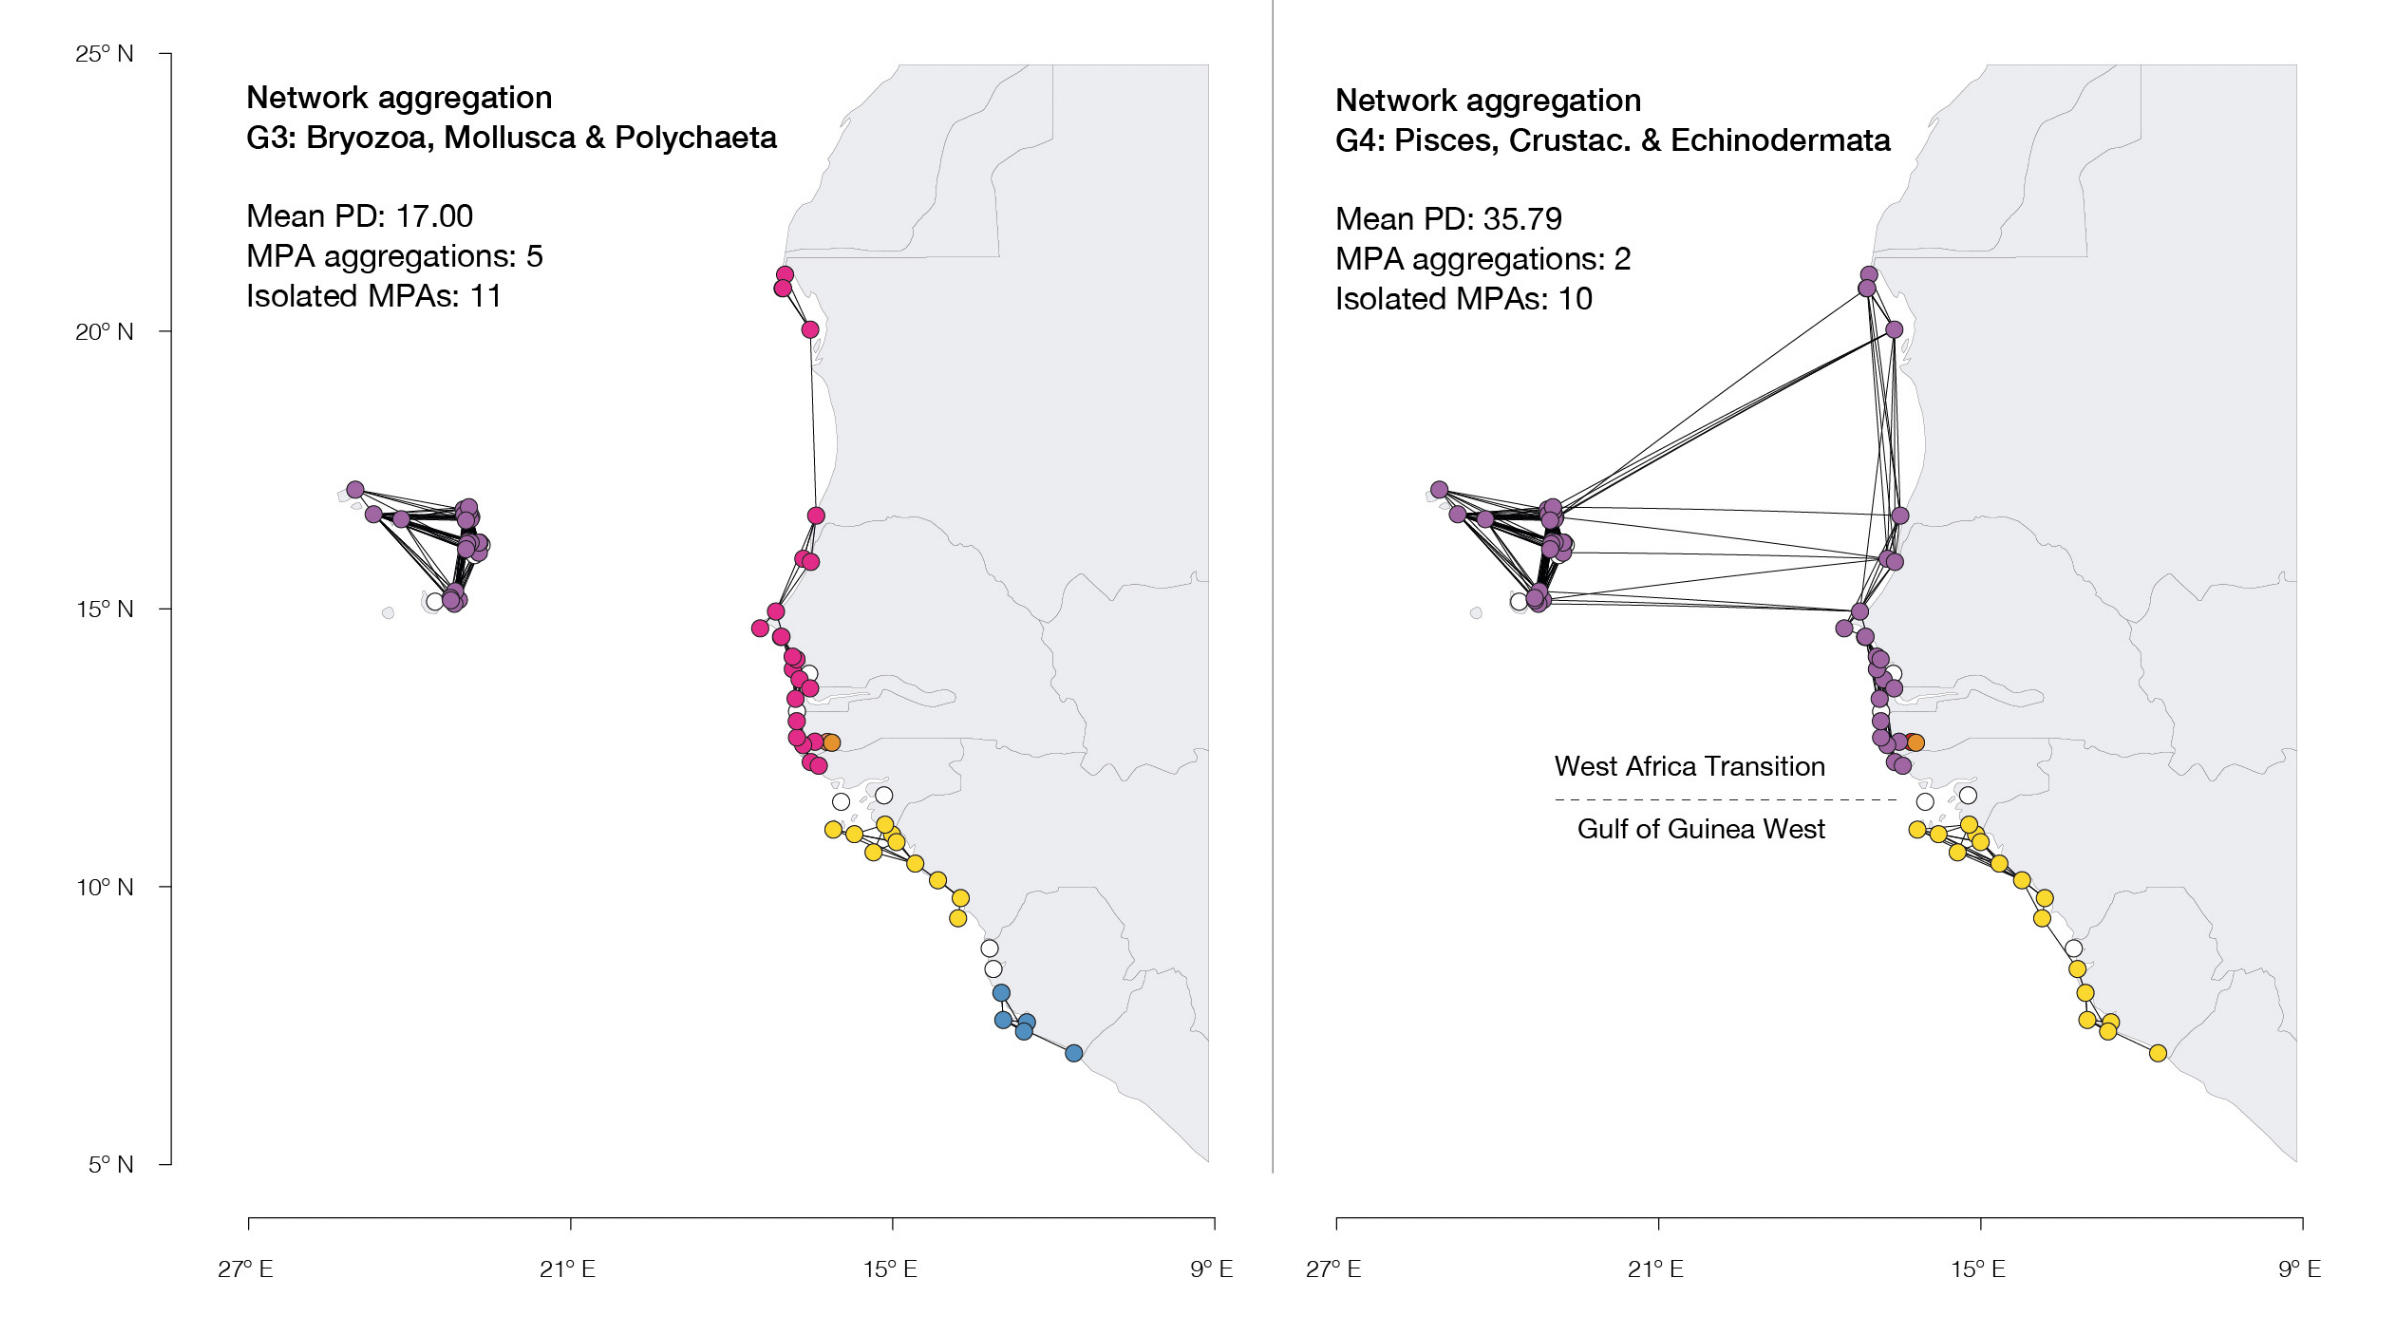 25° N
20° N
15° N
10° N
5° N
Network aggregation
G3: Bryozoa, Mollusca & Polychaeta
Mean PD: 17.00
MPA aggregations: 5
Isolated MPAs: 11
27° E
21° E
15° E
9° E
Network aggregation
G4: Pisces, Crustac. & Echinodermata
Mean PD: 35.79
MPA aggregations: 2
Isolated MPAs: 10
West Africa Transition
Gulf of Guinea West
27° E
21° E
15° E
9° E